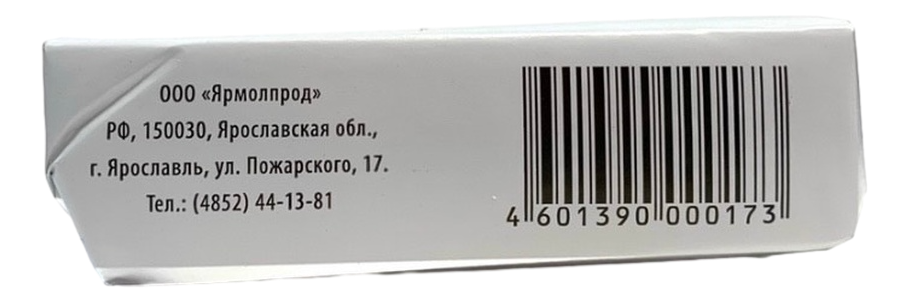 ООО «Ярмолпрод»
РФ, 150030, Ярославская обл.,
г. Ярославль, ул. Пожарского, 17.
Тел.: (4852) 44-13-81
4 601390 000173